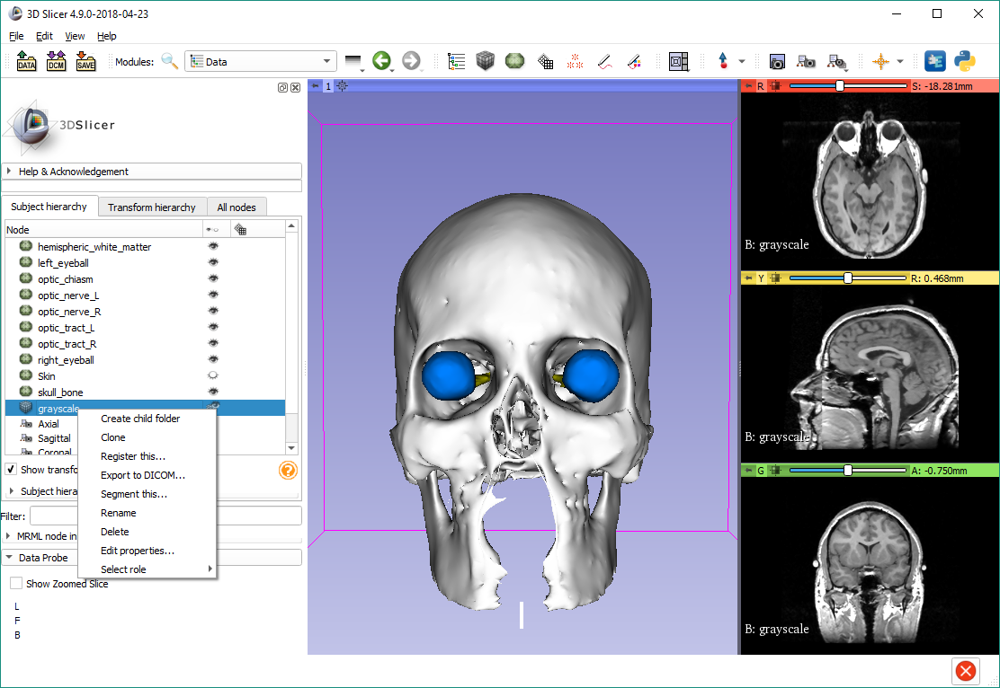 3D Slicer 4.9.0-2018-04-23
File Edit View Help
DATA DCM SAVE Modules: Data
1
R S: -18.281mm
3DSlicer
Help & Acknowledgement
Subject hierarchy Transform hierarchy All nodes
Node
hemispheric_white_matter
left_eyeball
optic_chiasm
optic_nerve_L
optic_nerve_R
optic_tract_L
optic_tract_R
right_eyeball
Skin
skull_bone
grayscale
Axial
Sagittal
Coronal
Create child folder
Clone
Register this...
Export to DICOM...
Segment this...
Rename
Delete
Edit properties...
Select role
Show transfo
Subject hiera
Filter:
MRML node in
Data Probe
Show Zoomed Slice
L
F
B
B: grayscale
Y R: 0.468mm
B: grayscale
G A: -0.750mm
B: grayscale